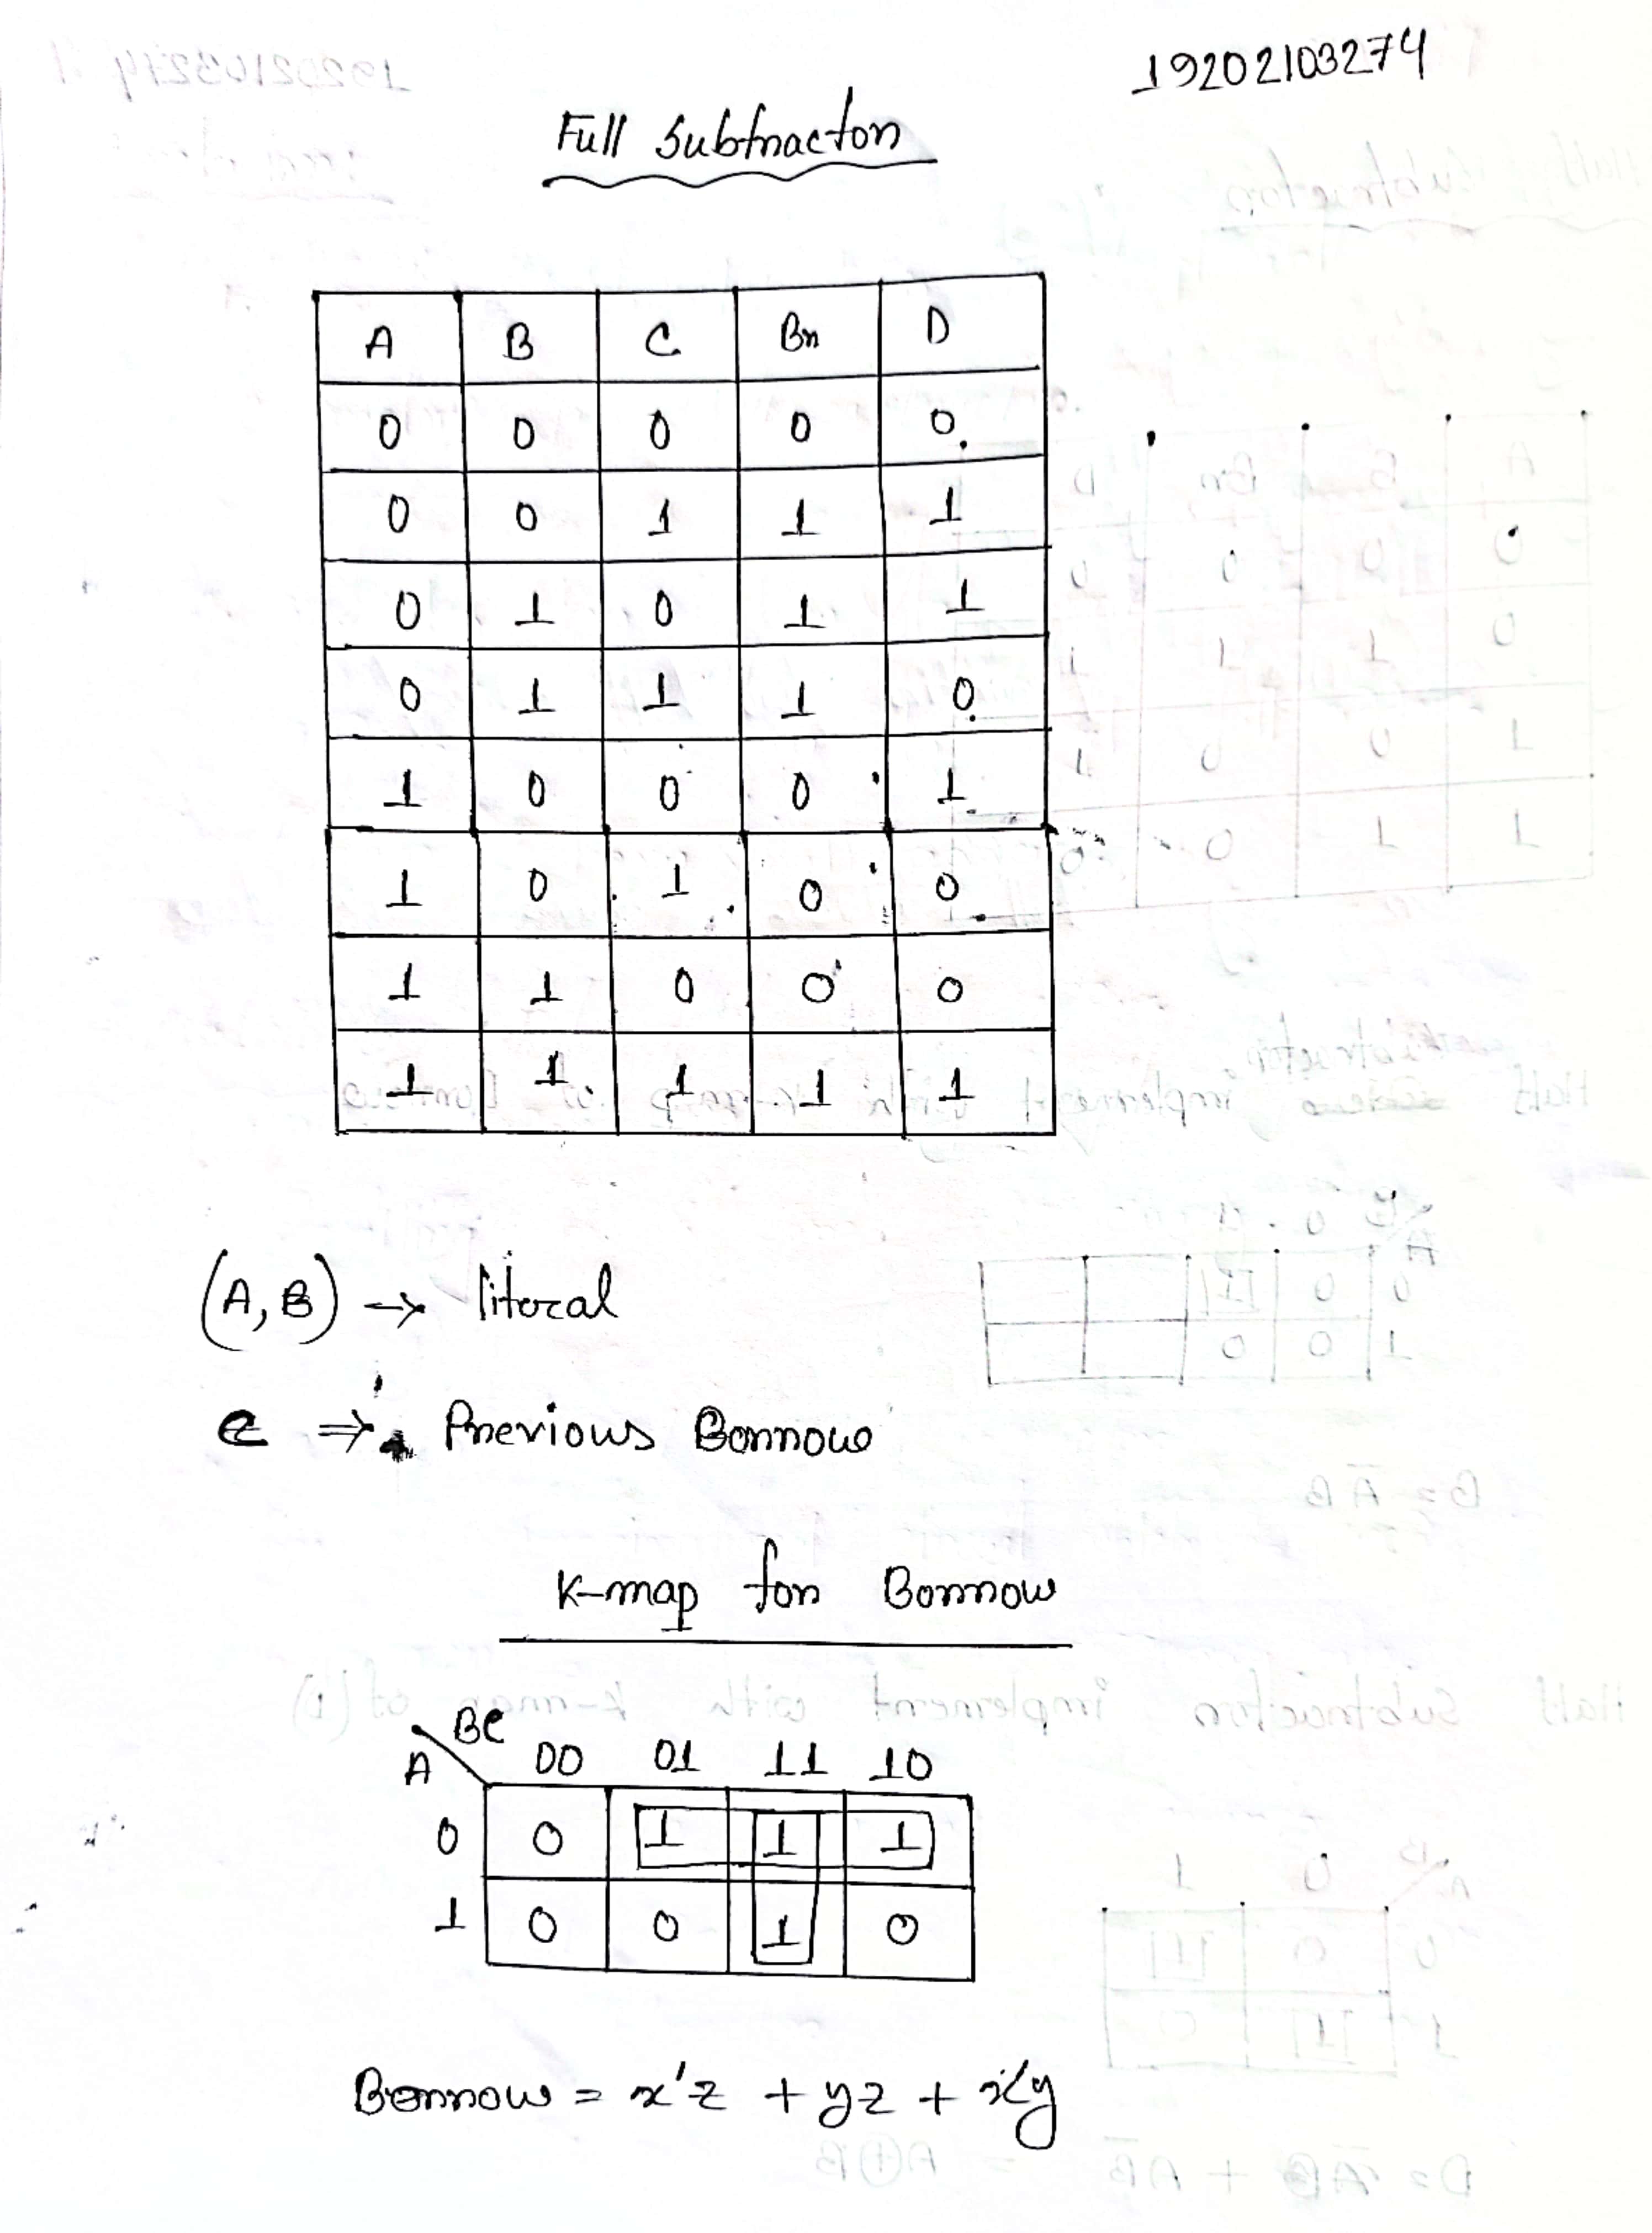 19202103274
Full Subtractor
A B C Br D
0 0 0 0 0
0 0 1 1 1
0 1 0 1 1
0 1 1 1 0
1 0 0 0 1
1 0 1 0 0
1 1 0 0 0
1 1 1 1 1
(A, B) → literal
C ⇒ Previous Borrow
K-map for Borrow
A BC 00 01 11 10
0 0 1 1 1
1 0 0 1 0
Borrow = x'z + yz + x'y